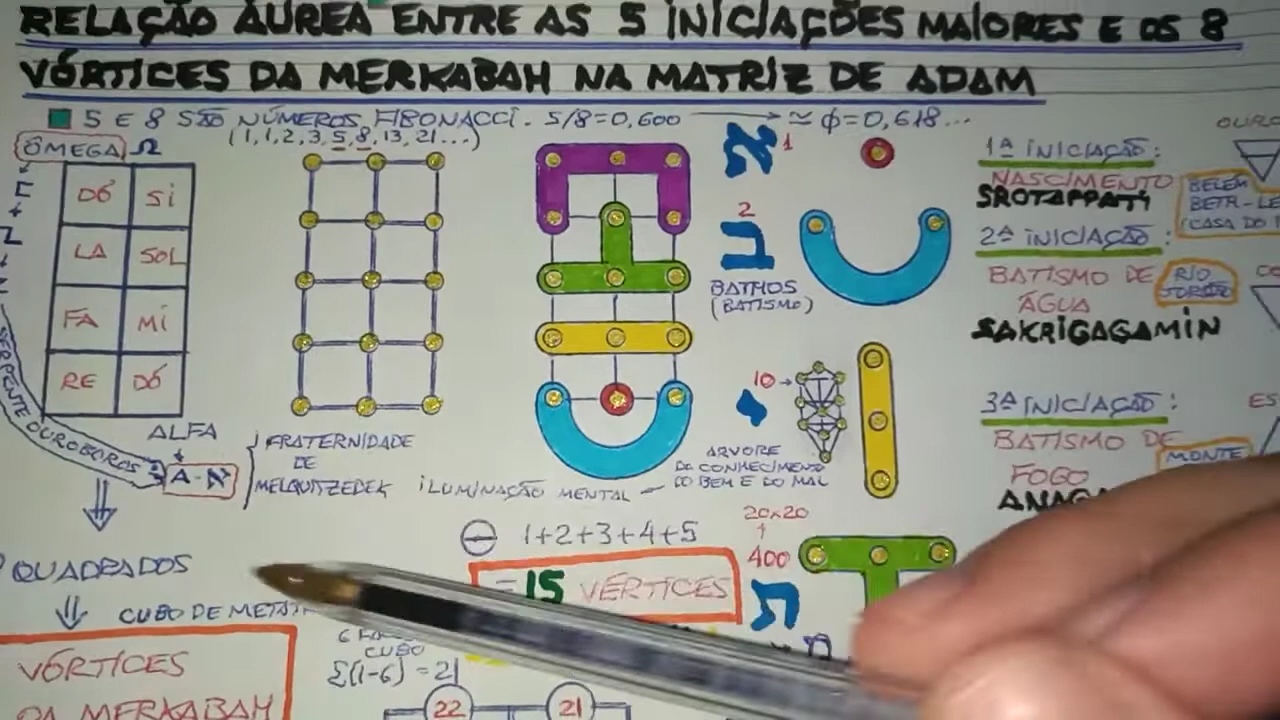 RELAÇÃO ÁUREA ENTRE AS 5 INICIAÇÕES MAIORES E OS 8
VÓRTICES DA MERKABAH NA MATRIZ DE ADAM
5 E 8 SÃO NÚMEROS FIBONACCI. 5/8=0,600 → ≃ φ=0,618...
(1,1,2,3,5,8,13,21...)
ÔMEGA Ω
DÓ SI
LA SOL
FA MI
RE DÓ
SERPENTE OUROBOROS
ALFA
A-א
FRATERNIDADE
DE
MELQUITZEDEK
QUADRADOS
CUBO DE
VÓRTICES
DA MERKABAH
1
2
BATHOS
(BATISMO)
10
ARVORE
DO CONHECIMENTO
DO BEM E DO MAL
ILUMINAÇÃO MENTAL
1+2+3+4+5
= 15 VÉRTICES
20x20
400
CUBO
Σ(1-6)=21
22 21
1ª INICIAÇÃO:
NASCIMENTO
SROTAPPATI
BELÉM
(CASA DO
2ª INICIAÇÃO:
BATISMO DE
ÁGUA
RIO
JORDÃO
SAKRIGAGAMIN
3ª INICIAÇÃO:
BATISMO DE
FOGO
MONTE